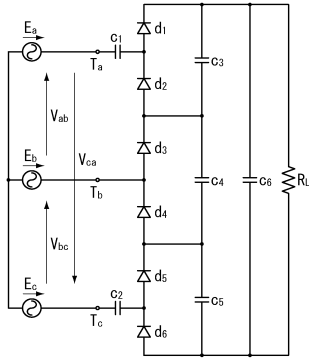 Ea
Ta
c1
d1
d2
c3
Vab
Vca
d3
Eb
Tb
c4
c6
RL
d4
Vbc
d5
Ec
Tc
c2
c5
d6